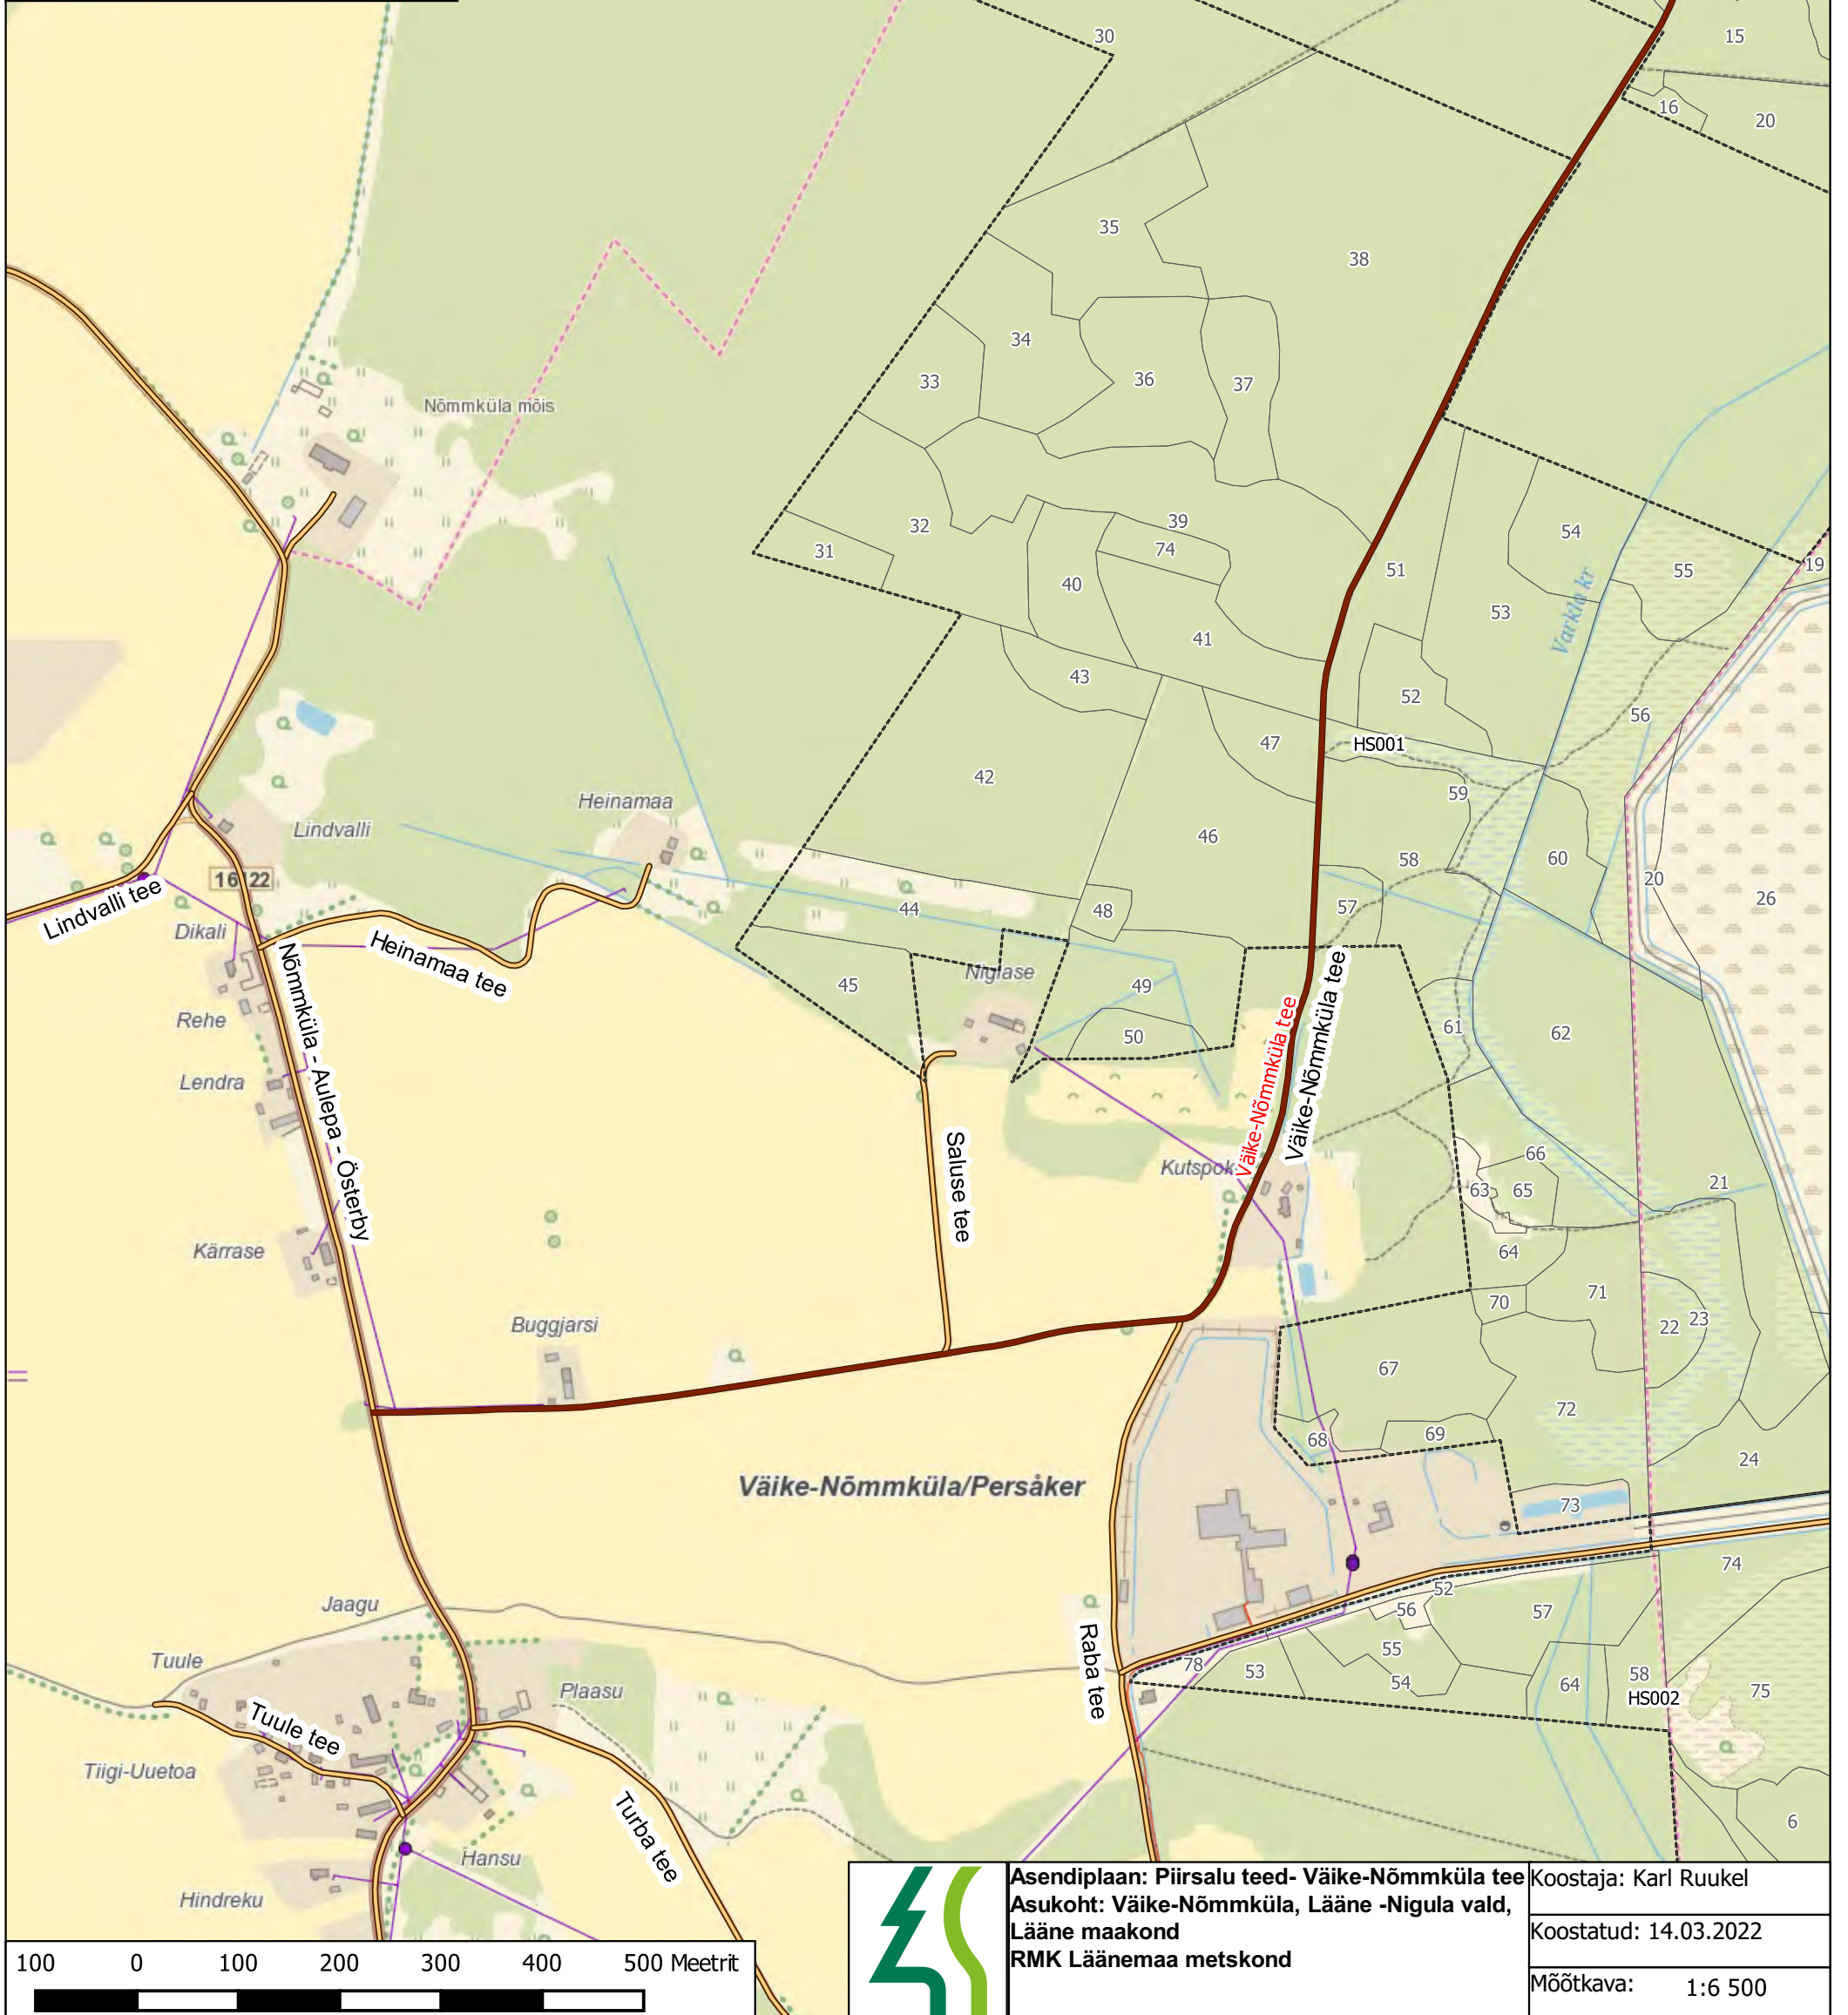 30
15
16
20
35
38
34
33
36
37
Nõmmküla mõis
32
31
39
74
40
51
54
55
19
53
Varkla kr
41
43
52
56
47
HS001
42
59
Heinamaa
Lindvalli
46
58
60
16122
20
26
Lindvalli tee
Dikali
44
48
57
Heinamaa tee
Niglase
45
49
Nõmmküla - Aulepa - Österby
Rehe
50
61
62
Väike-Nõmmküla tee
Väike-Nõmmküla tee
Lendra
Saluse tee
Kutspok
66
63
65
21
Kärrase
64
70
71
Buggjarsi
22
23
67
72
68
69
24
Väike-Nõmmküla/Persåker
73
74
Jaagu
52
56
57
Tuule
Raba tee
55
78
53
54
64
58
HS002
75
Plaasu
Tuule tee
Tiigi-Uuetoa
Turba tee
6
Hansu
Hindreku
Asendiplaan: Piirsalu teed- Väike-Nõmmküla tee
Asukoht: Väike-Nõmmküla, Lääne -Nigula vald,
Lääne maakond
RMK Läänemaa metskond
Koostaja: Karl Ruukel
Koostatud: 14.03.2022
Mõõtkava: 1:6 500
100 0 100 200 300 400 500 Meetrit